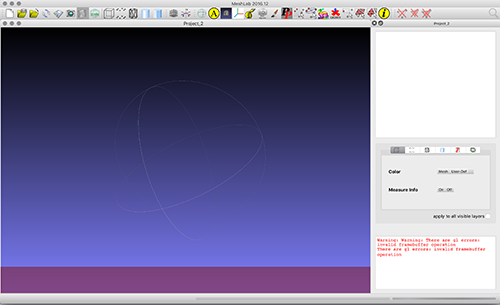 MeshLab 2016.12
Project_2
Project_2
Color
Mesh
User-Def
Measure Info
On
Off
apply to all visible layers
Warning: Warning: There are gl errors:
invalid framebuffer operation
There are gl errors: invalid framebuffer
operation